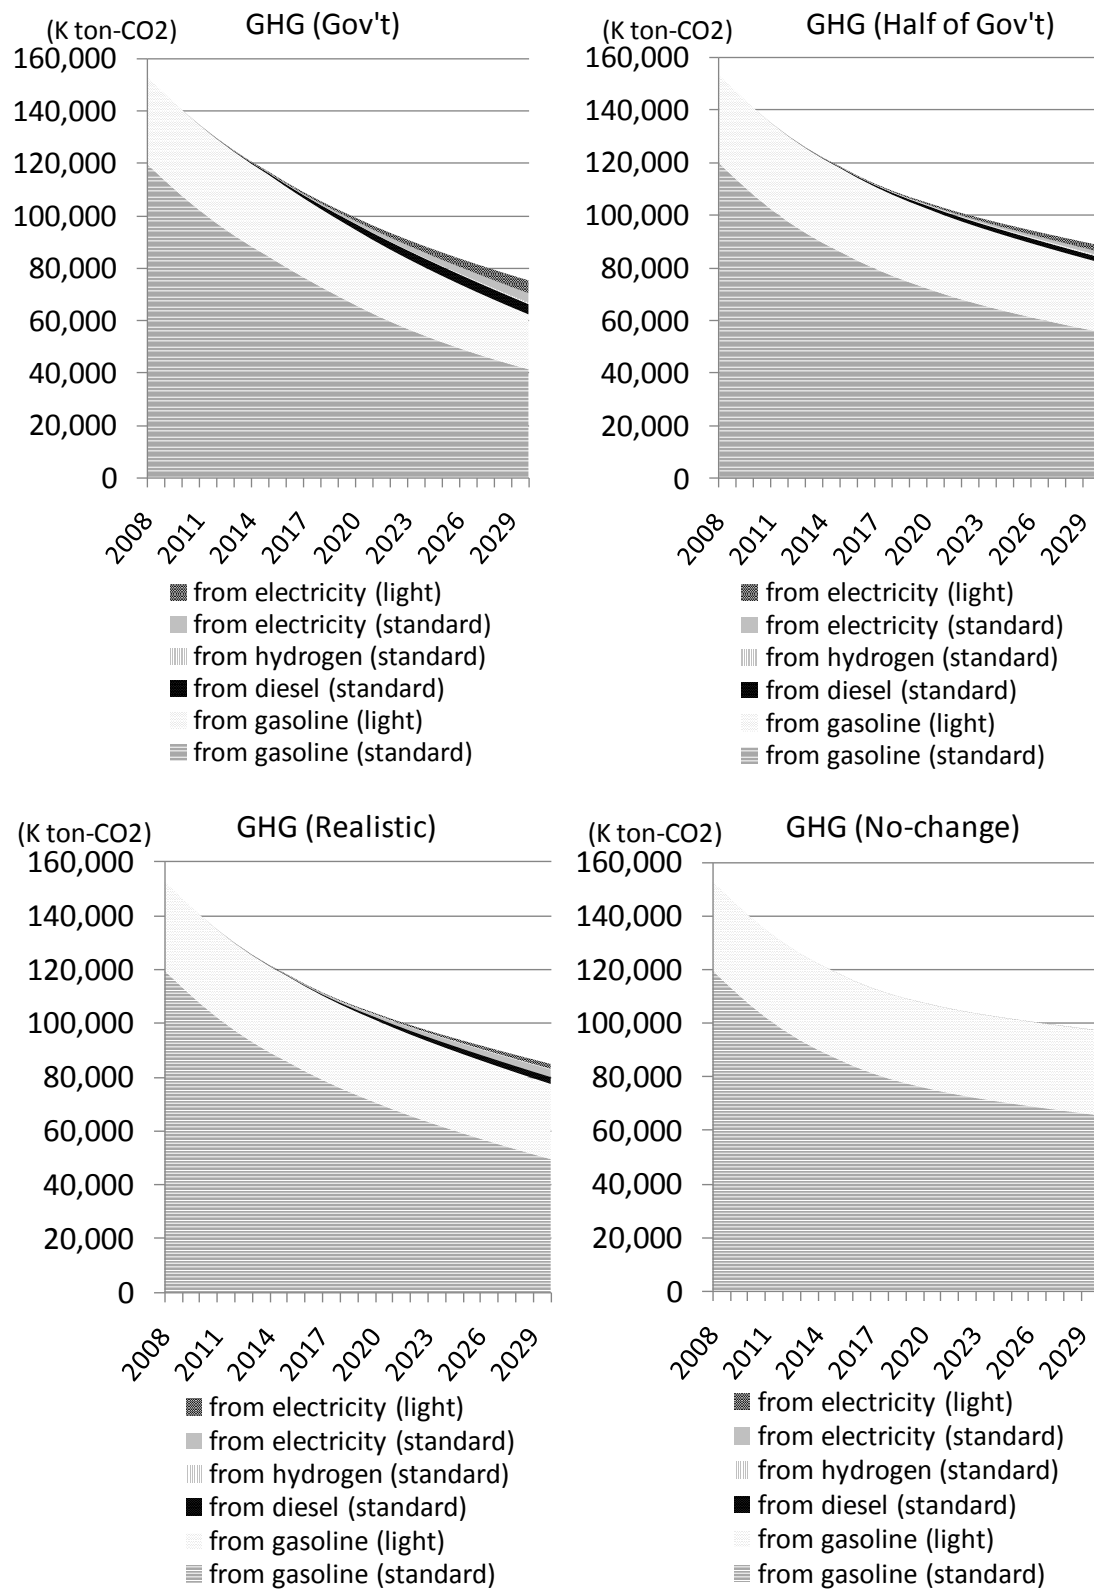 (K ton-CO2)
GHG (Gov't)
160,000
140,000
120,000
100,000
80,000
60,000
40,000
20,000
0
2008
2011
2014
2017
2020
2023
2026
2029
from electricity (light)
from electricity (standard)
from hydrogen (standard)
from diesel (standard)
from gasoline (light)
from gasoline (standard)
(K ton-CO2)
GHG (Half of Gov't)
160,000
140,000
120,000
100,000
80,000
60,000
40,000
20,000
0
2008
2011
2014
2017
2020
2023
2026
2029
from electricity (light)
from electricity (standard)
from hydrogen (standard)
from diesel (standard)
from gasoline (light)
from gasoline (standard)
(K ton-CO2)
GHG (Realistic)
160,000
140,000
120,000
100,000
80,000
60,000
40,000
20,000
0
2008
2011
2014
2017
2020
2023
2026
2029
from electricity (light)
from electricity (standard)
from hydrogen (standard)
from diesel (standard)
from gasoline (light)
from gasoline (standard)
(K ton-CO2)
GHG (No-change)
160,000
140,000
120,000
100,000
80,000
60,000
40,000
20,000
0
2008
2011
2014
2017
2020
2023
2026
2029
from electricity (light)
from electricity (standard)
from hydrogen (standard)
from diesel (standard)
from gasoline (light)
from gasoline (standard)